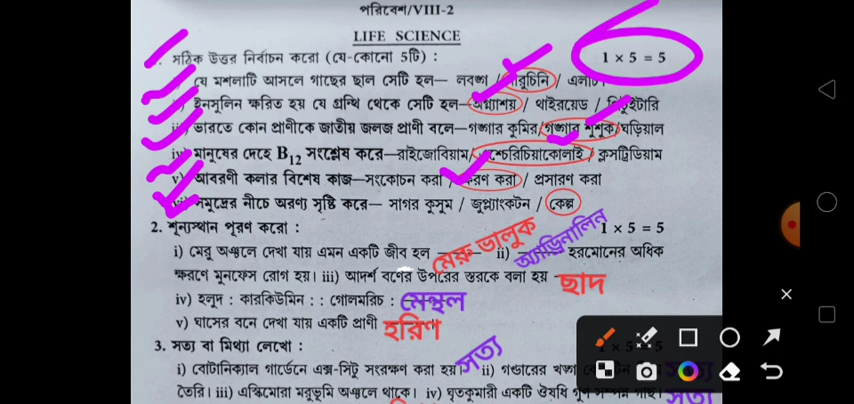 পরিবেশ/VIII-2
LIFE SCIENCE
সঠিক উত্তর নির্বাচন করো (যে-কোনো 5টি) : 1 × 5 = 5
যে মশলাটি আসলে গাছের ছাল সেটি হল— লবঙ্গ /
ইনসুলিন ক্ষরিত হয় যে গ্রন্থি থেকে সেটি হল—অগ্ন্যাশয় / থাইরয়েড /
ভারতে কোন প্রাণীকে জাতীয় জলজ প্রাণী বলে—গঙ্গার কুমির/গঙ্গার শুশুক/ঘড়িয়াল
iv) মানুষের দেহে B12 সংশ্লেষ করে—রাইজোবিয়াম/ /ক্লসট্রিডিয়াম
v) আবরণী কলার বিশেষ কাজ—সংকোচন করা / ক্ষরণ করা / প্রসারণ করা
সমুদ্রের নীচে অরণ্য সৃষ্টি করে— সাগর কুসুম / জুপ্ল্যাংকটন / কেল্প
2. শূন্যস্থান পূরণ করো : 1 × 5 = 5
i) মেরু অঞ্চলে দেখা যায় এমন একটি জীব হল মেরু ভালুক ii) অ্যাড্রিনালিন হরমোনের অধিক
ক্ষরণে মুনফেস রোগ হয়। iii) আদর্শ বনের উপরের স্তরকে বলা হয় ছাদ
iv) হলুদ : কারকিউমিন : : গোলমরিচ : মেন্থল
v) ঘাসের বনে দেখা যায় একটি প্রাণী হরিণ
3. সত্য বা মিথ্যা লেখো :
i) বোটানিক্যাল গার্ডেনে এক্স-সিটু সংরক্ষণ করা হয়। সত্য ii) গণ্ডারের খড়্গ
তৈরি। iii) এস্কিমোরা মরুভূমি অঞ্চলে থাকে। iv) ঘৃতকুমারী একটি ঔষধি গুণ সম্পন্ন গাছ। সত্য